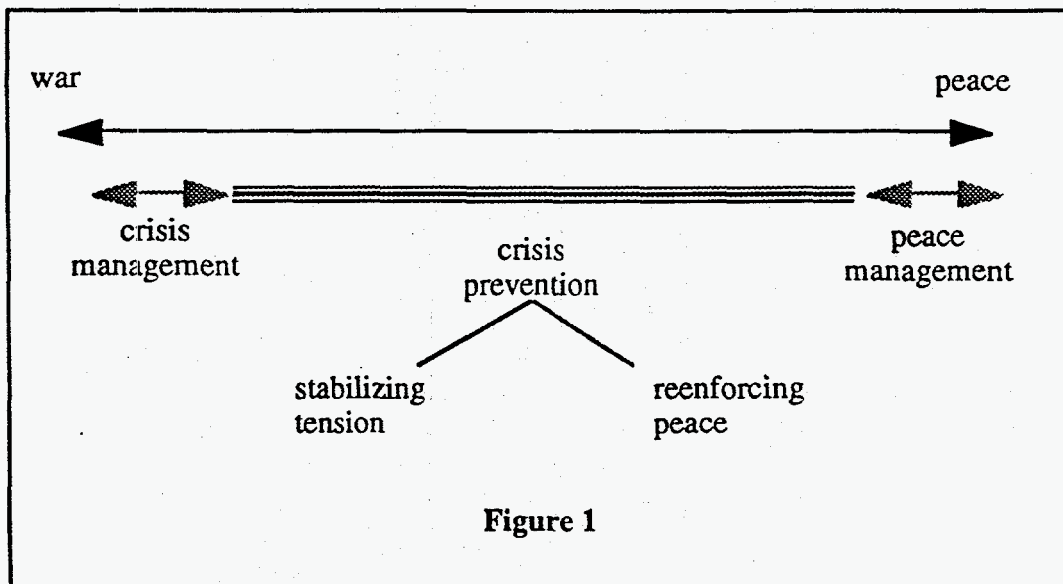 war
peace
crisis
management
crisis
prevention
peace
management
stabilizing
tension
reenforcing
peace
Figure 1